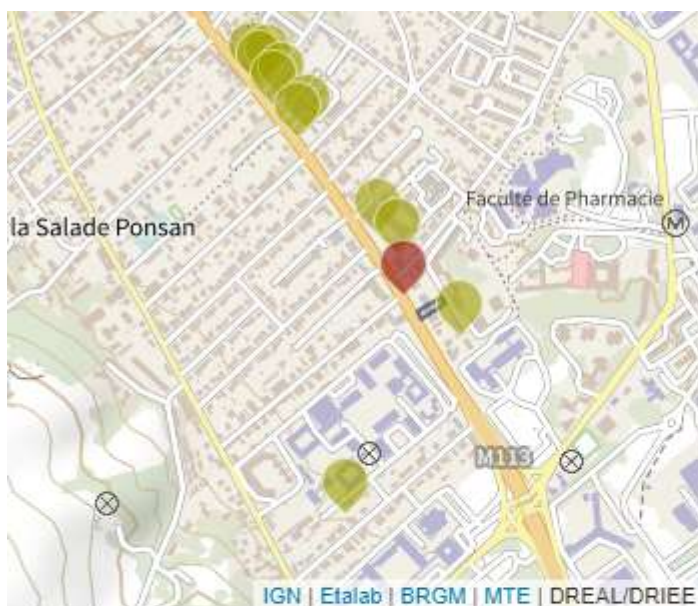 Faculté de Pharmacie
M
la Salade Ponsan
M113
IGN | Etalab | BRGM | MTE | DREAL/DRIEE